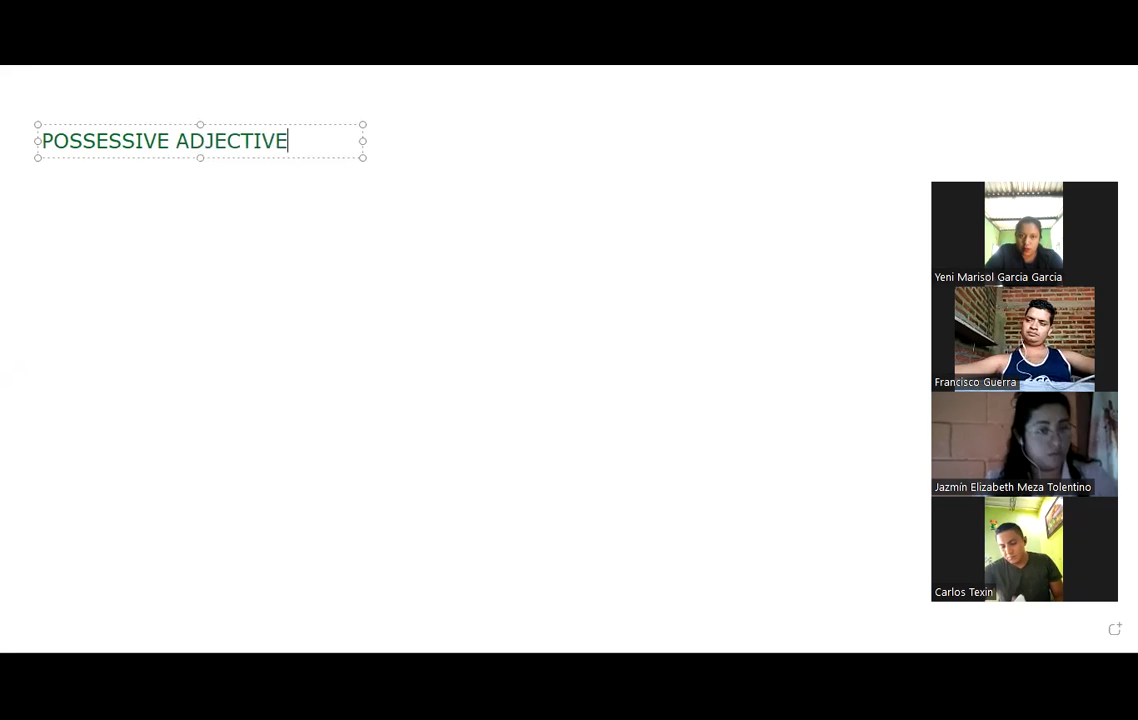 POSSESSIVE ADJECTIVE
Yeni Marisol Garcia Garcia
Francisco Guerra
Jazmín Elizabeth Meza Tolentino
Carlos Texin